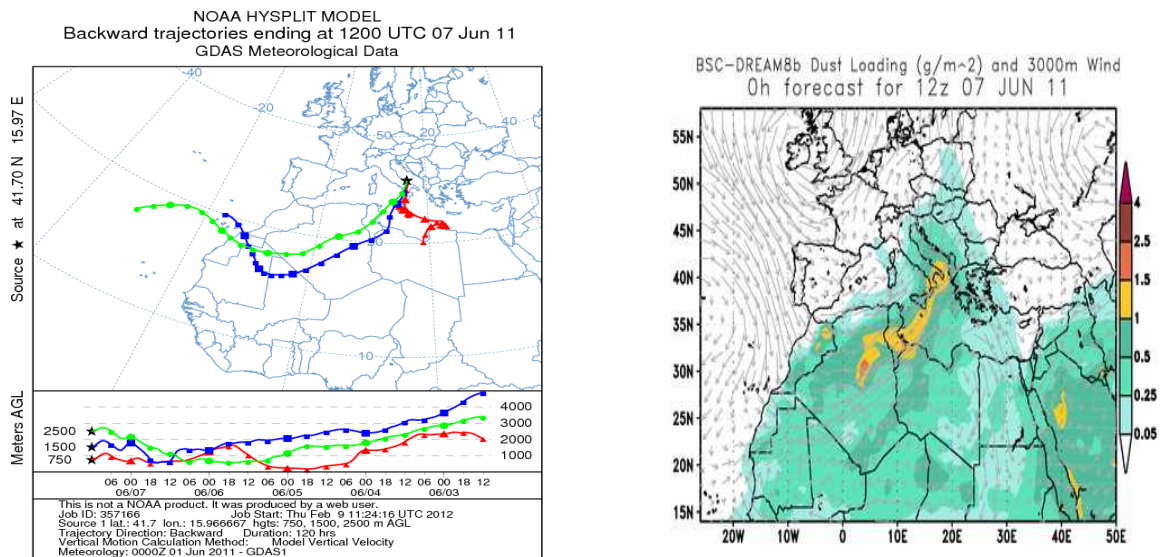 NOAA HYSPLIT MODEL
Backward trajectories ending at 1200 UTC 07 Jun 11
GDAS Meteorological Data
Source ★ at 41.70 N 15.97 E
-40
-20
50
20
40
20
10
Meters AGL
2500
1500
750
4000
3000
2000
1000
06 00 18 12 06 00 18 12 06 00 18 12 06 00 18 12 06 00 18 12
06/07 06/06 06/05 06/04 06/03
This is not a NOAA product. It was produced by a web user.
Job ID: 357166 Job Start: Thu Feb 9 11:24:16 UTC 2012
Source 1 lat.: 41.7 lon.: 15.966667 hgts: 750, 1500, 2500 m AGL
Trajectory Direction: Backward Duration: 120 hrs
Vertical Motion Calculation Method: Model Vertical Velocity
Meteorology: 0000Z 01 Jun 2011 - GDAS1
BSC-DREAM8b Dust Loading (g/m^2) and 3000m Wind
0h forecast for 12z 07 JUN 11
55N
50N
45N
40N
35N
30N
25N
20N
15N
20W 10W 0 10E 20E 30E 40E 50E
4
2.5
1.5
1
0.5
0.25
0.05